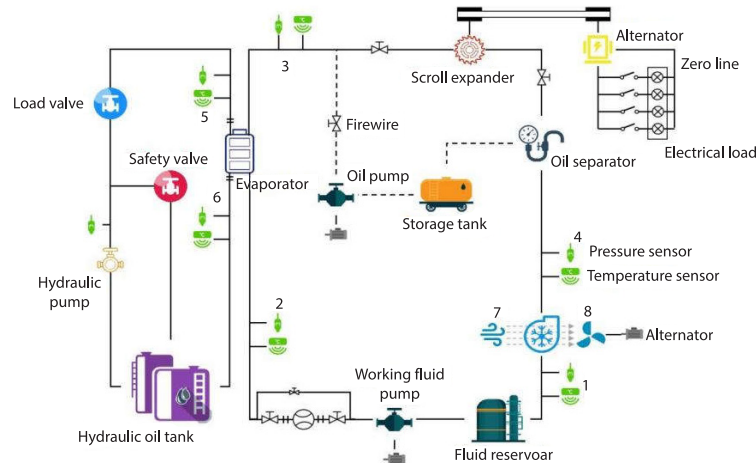 Alternator
3
Zero line
Scroll expander
Load valve
5
Firewire
Safety valve
Electrical load
Oil separator
Evaporator
Oil pump
6
Storage tank
4
Pressure sensor
Hydraulic
pump
Temperature sensor
2
7
8
Alternator
Working fluid
pump
1
Hydraulic oil tank
Fluid reservoar